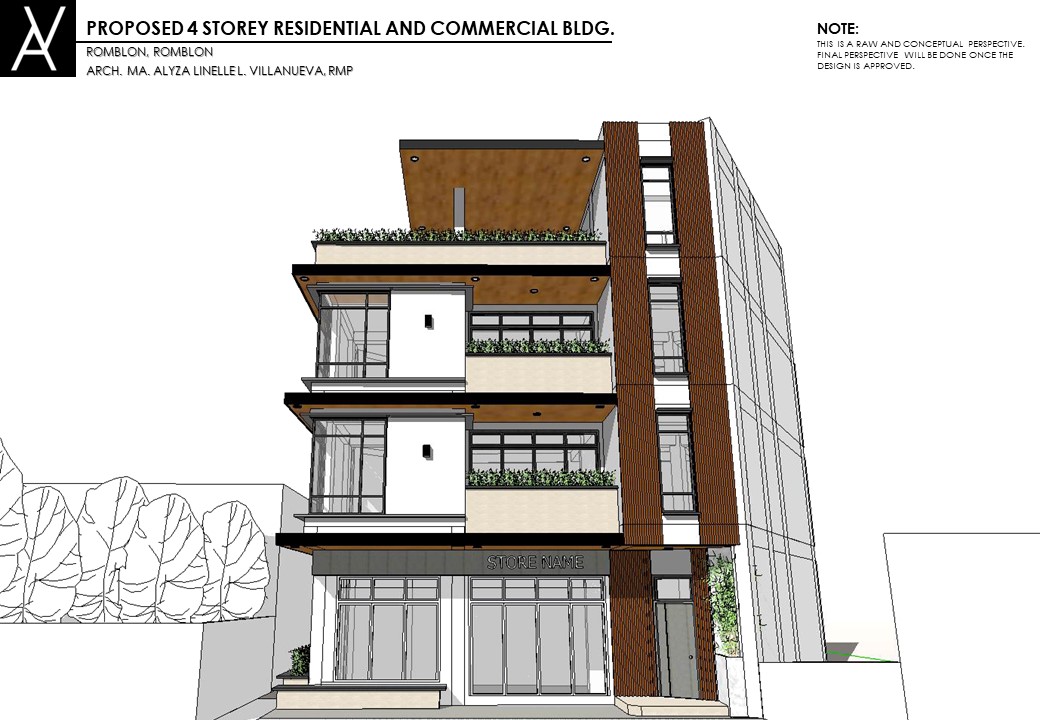 PROPOSED 4 STOREY RESIDENTIAL AND COMMERCIAL BLDG.
ROMBLON, ROMBLON
ARCH. MA. ALYZA LINELLE L. VILLANUEVA, RMP
NOTE:
THIS IS A RAW AND CONCEPTUAL PERSPECTIVE.
FINAL PERSPECTIVE WILL BE DONE ONCE THE
DESIGN IS APPROVED.
STORE NAME